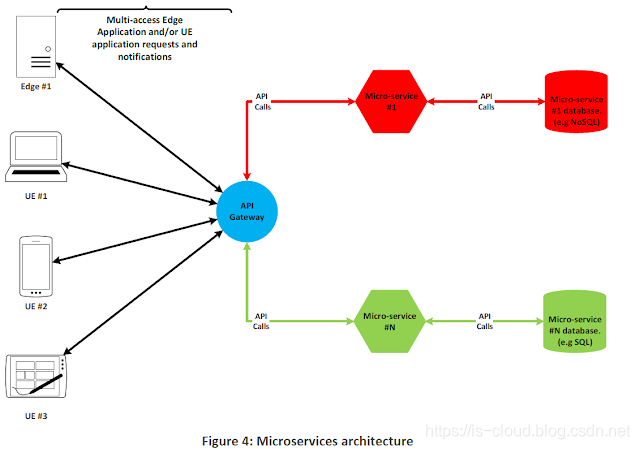 Multi-access Edge
Application and/or UE
application requests and
notifications
Edge #1
UE #1
UE #2
UE #3
API
Gateway
API
Calls
Micro-service
#1
API
Calls
Micro-service
#1 database.
(e.g NoSQL)
API
Calls
Micro-service
#N
API
Calls
Micro-service
#N database.
(e.g SQL)
https://is-cloud.blog.csdn.net
Figure 4: Microservices architecture